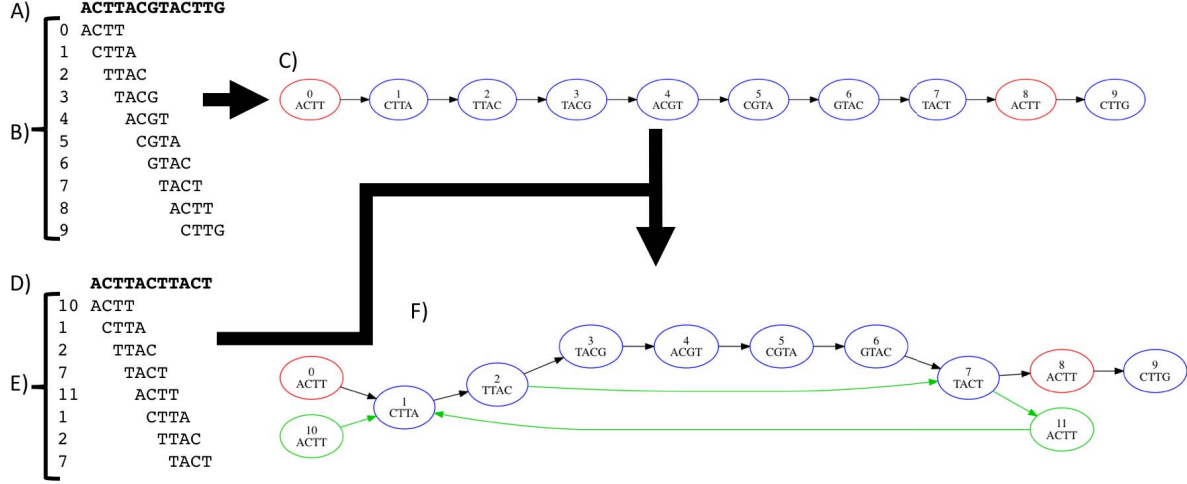 A) ACTTACGTACTTG
B)
0 ACTT
1 CTTA
2 TTAC
3 TACG
4 ACGT
5 CGTA
6 GTAC
7 TACT
8 ACTT
9 CTTG
C)
0
ACTT
1
CTTA
2
TTAC
3
TACG
4
ACGT
5
CGTA
6
GTAC
7
TACT
8
ACTT
9
CTTG
D) ACTTACTTACT
E)
10 ACTT
1 CTTA
2 TTAC
7 TACT
11 ACTT
1 CTTA
2 TTAC
7 TACT
F)
0
ACTT
10
ACTT
1
CTTA
2
TTAC
3
TACG
4
ACGT
5
CGTA
6
GTAC
7
TACT
8
ACTT
9
CTTG
11
ACTT